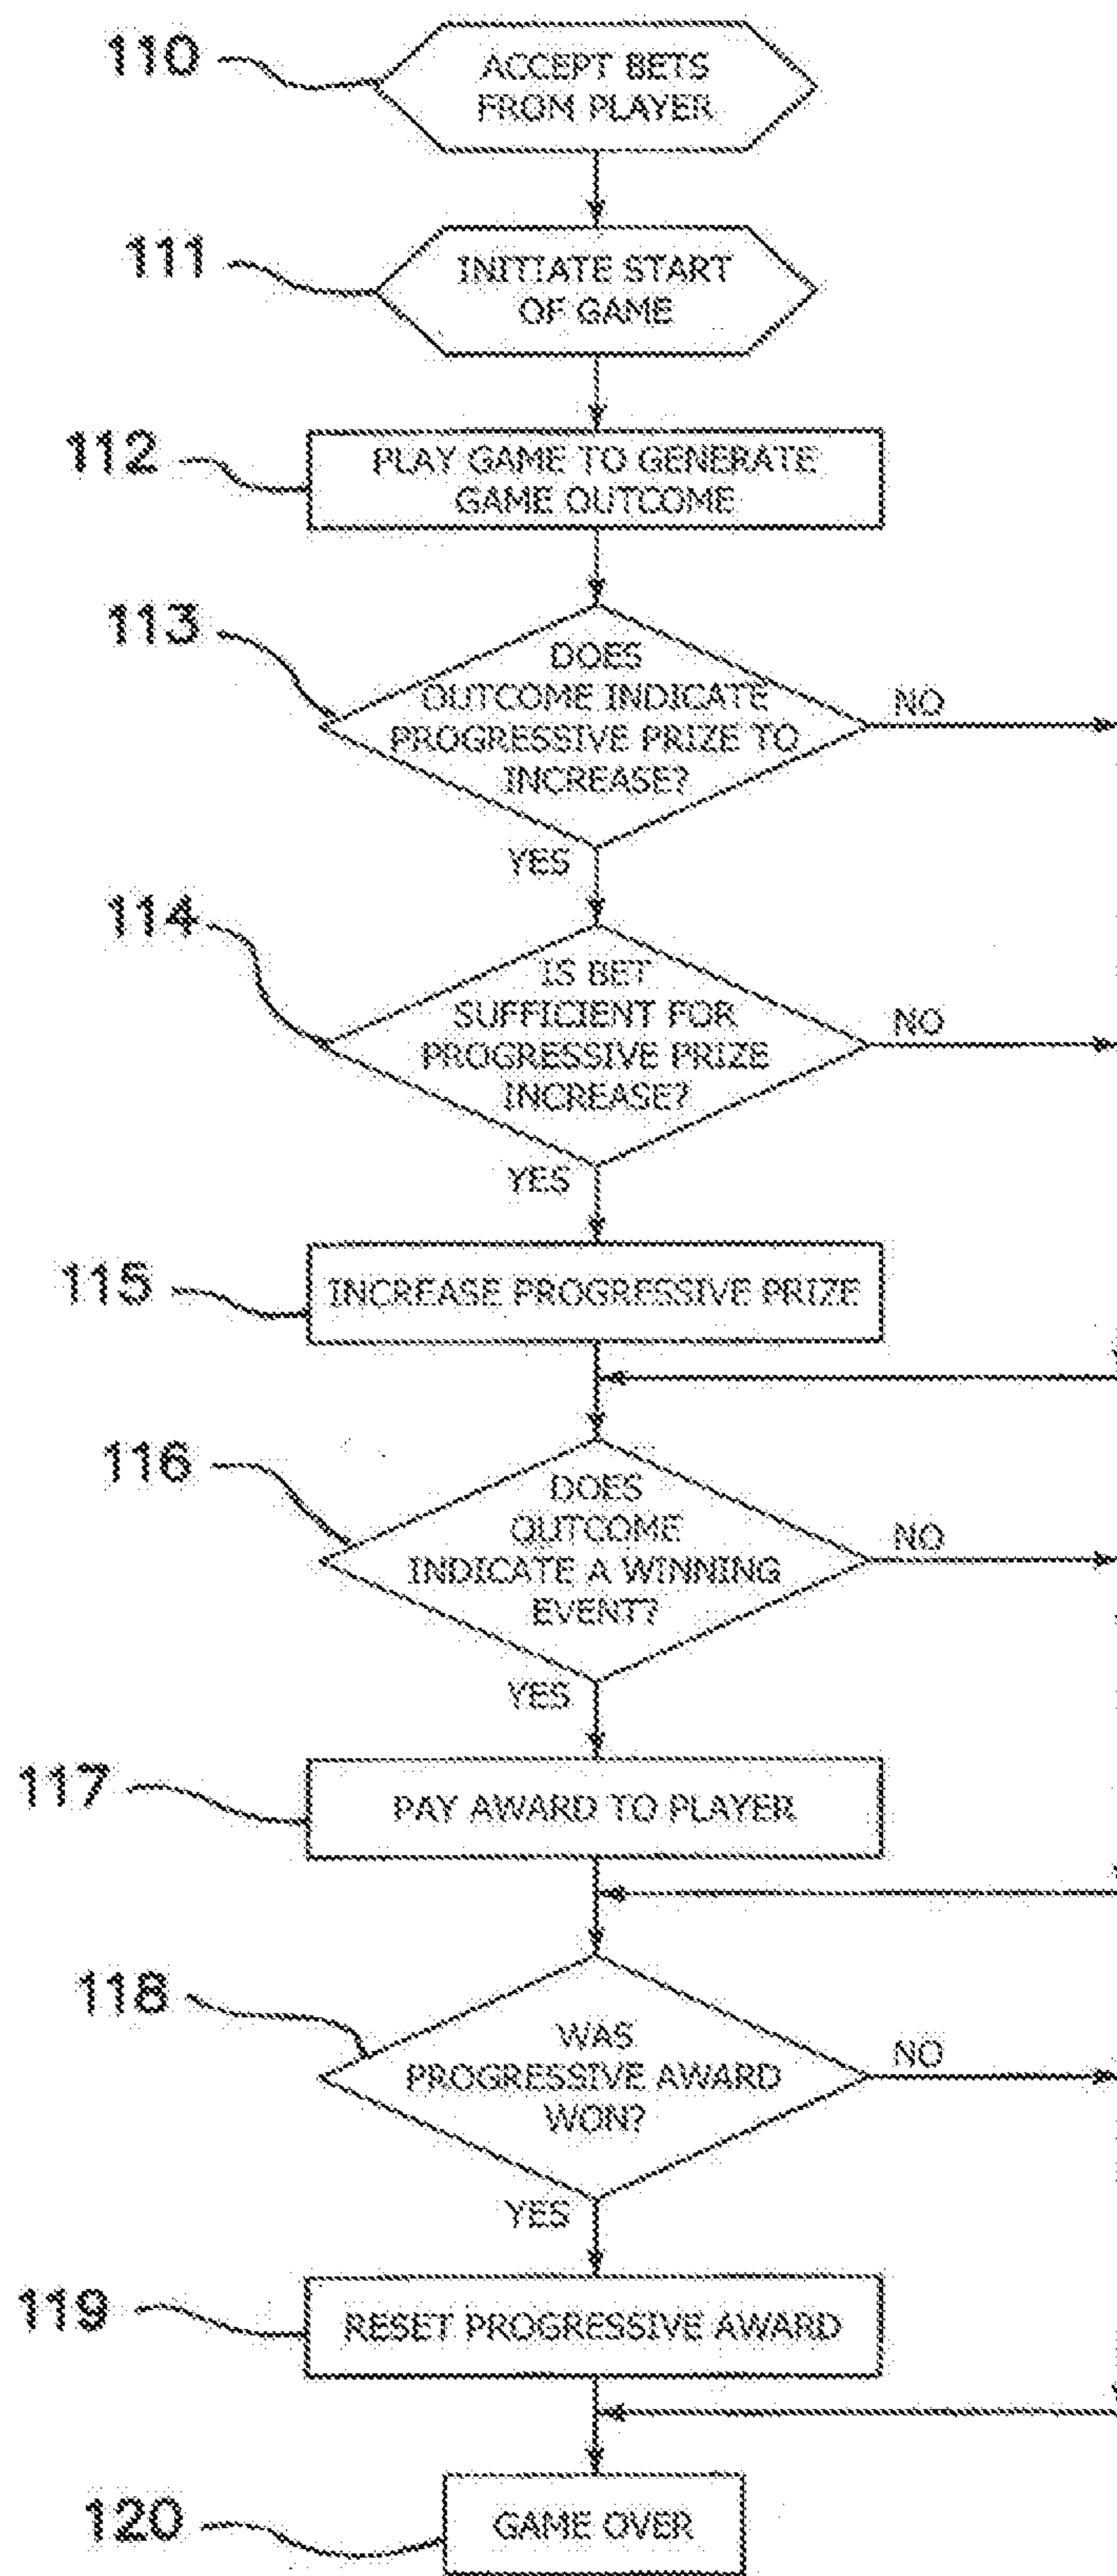 110
ACCEPT BETS
FROM PLAYER
111
INITIATE START
OF GAME
112
PLAY GAME TO GENERATE
GAME OUTCOME
113
DOES
OUTCOME INDICATE
PROGRESSIVE PRIZE TO
INCREASE?
NO
YES
114
IS BET
SUFFICIENT FOR
PROGRESSIVE PRIZE
INCREASE?
NO
YES
115
INCREASE PROGRESSIVE PRIZE
116
DOES
OUTCOME
INDICATE A WINNING
EVENT?
NO
YES
117
PAY AWARD TO PLAYER
118
WAS
PROGRESSIVE AWARD
WON?
NO
YES
119
RESET PROGRESSIVE AWARD
120
GAME OVER